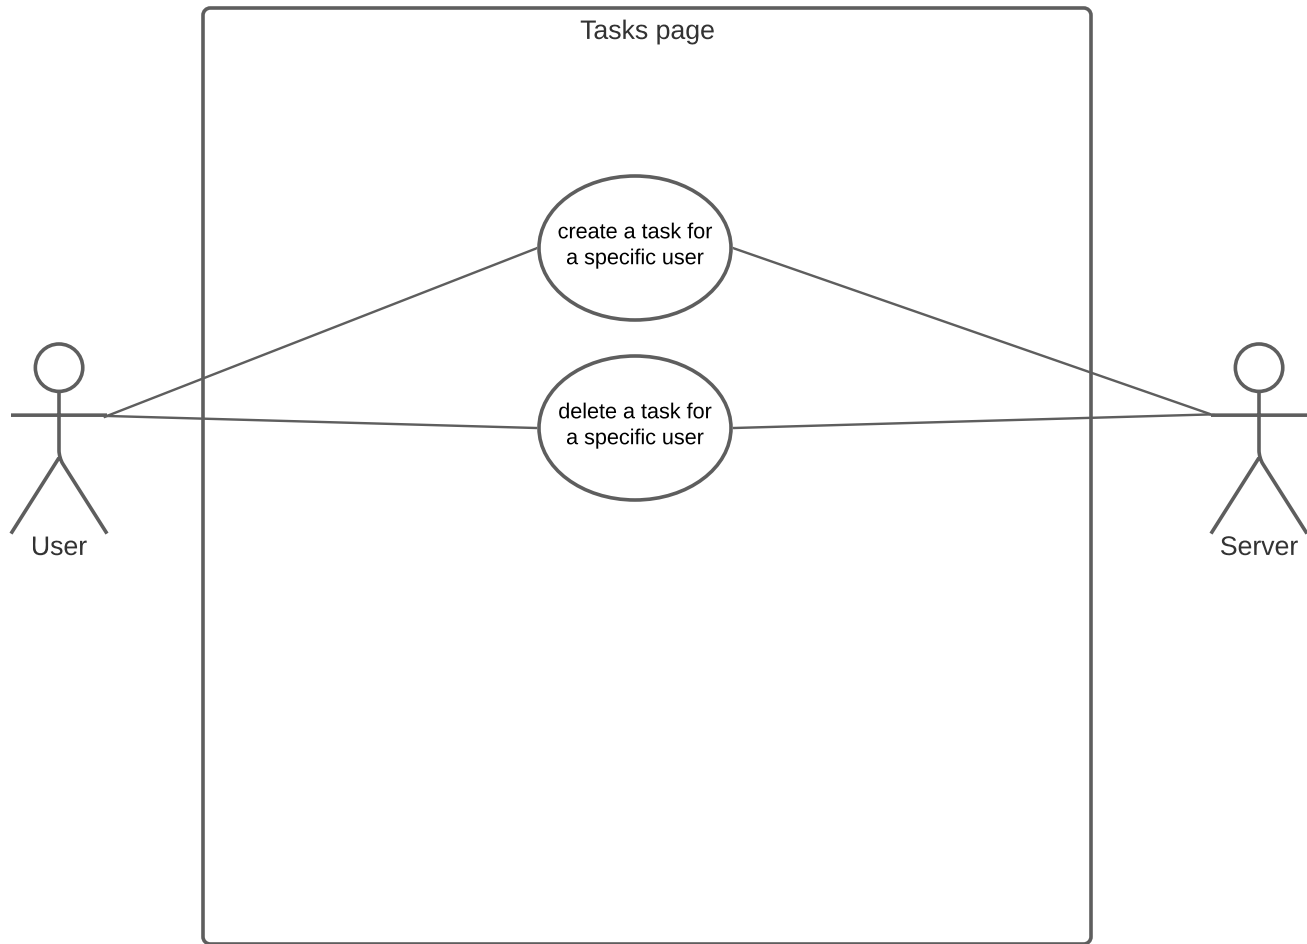 Tasks page
create a task for
a specific user
delete a task for
a specific user
User
Server